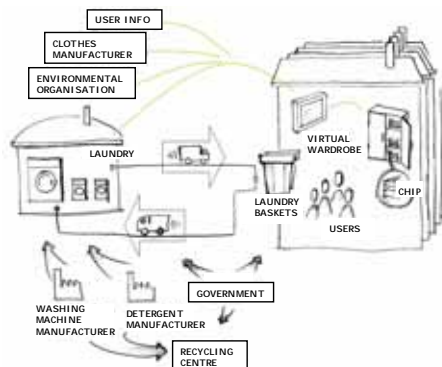 USER INFO
CLOTHES
MANUFACTURER
ENVIRONMENTAL
ORGANISATION
LAUNDRY
VIRTUAL
WARDROBE
CHIP
LAUNDRY
BASKETS
USERS
WASHING
MACHINE
MANUFACTURER
DETERGENT
MANUFACTURER
GOVERNMENT
RECYCLING
CENTRE